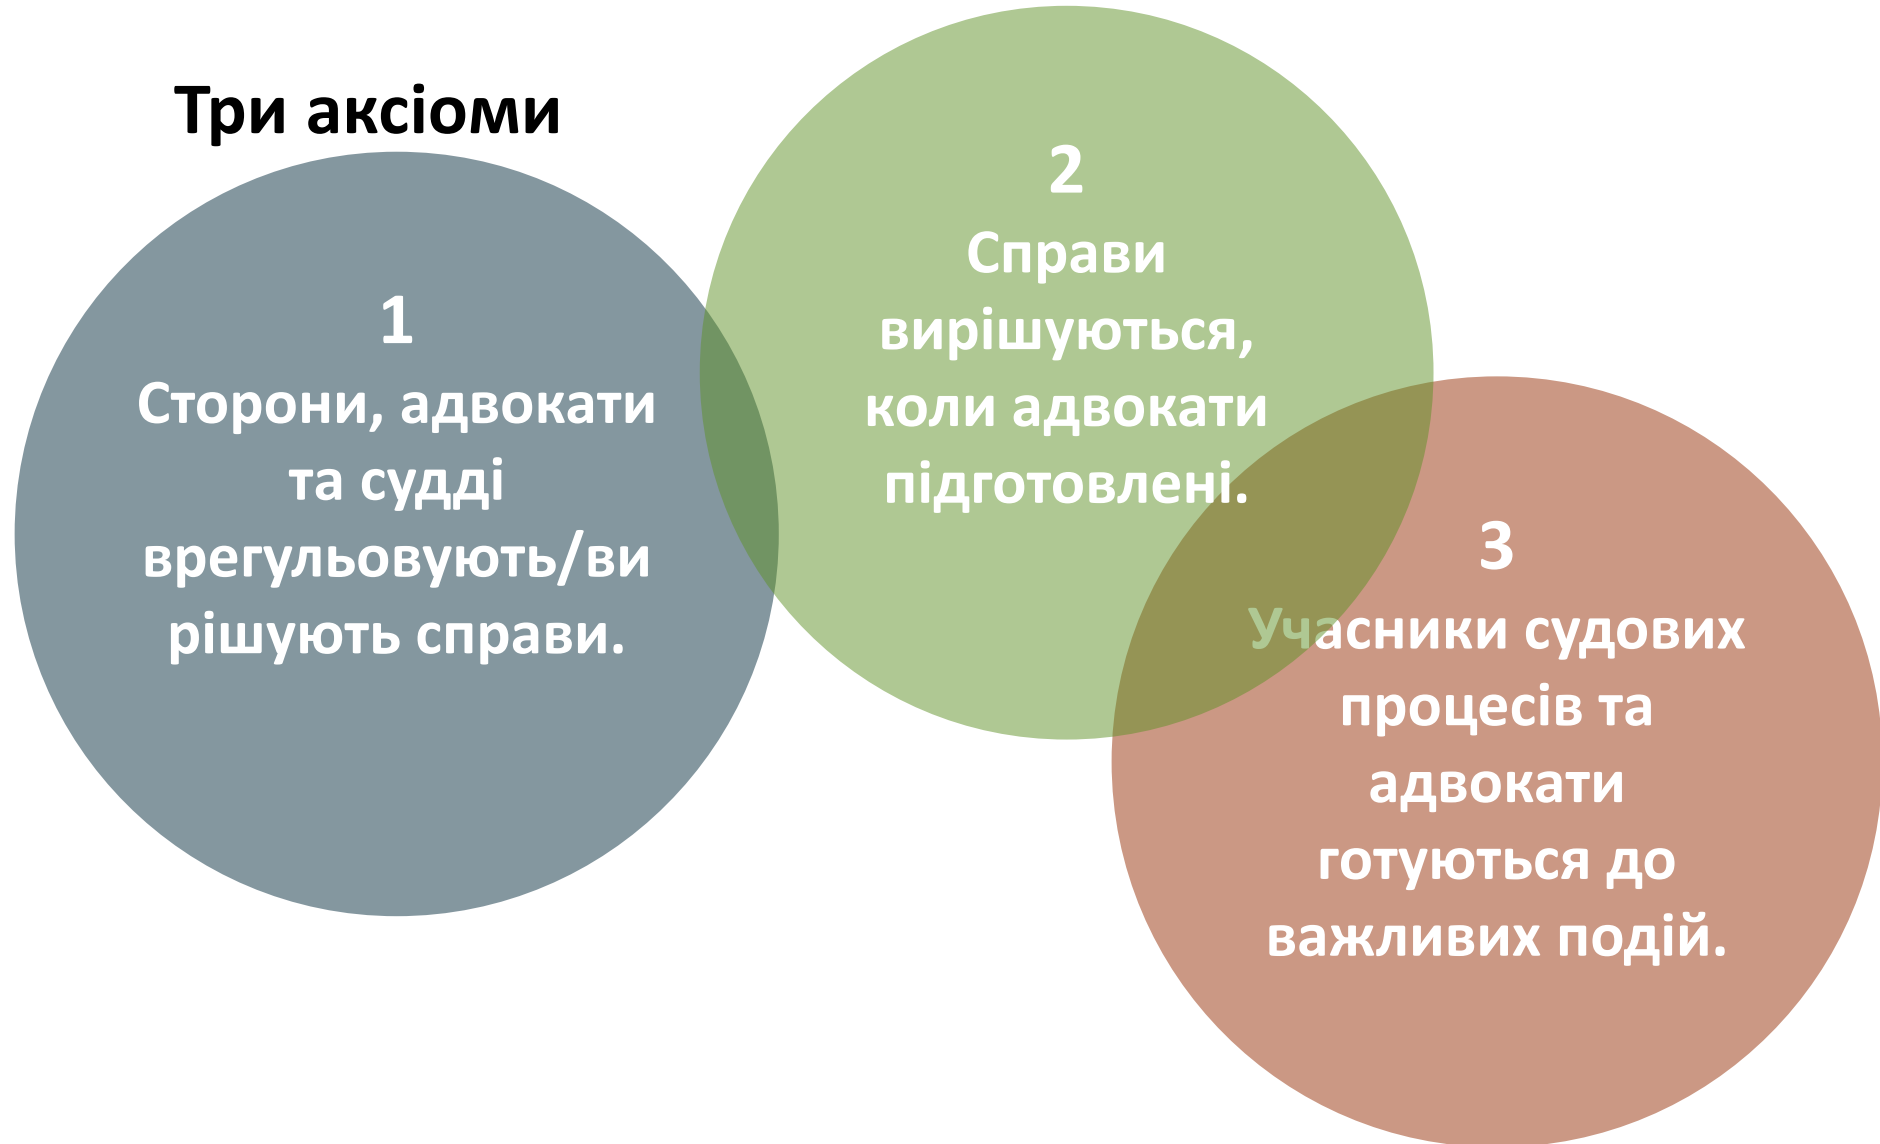 Три аксіоми
1
Сторони, адвокати
та судді
врегульовують/ви
рішують справи.
2
Справи
вирішуються,
коли адвокати
підготовлені.
3
Учасники судових
процесів та
адвокати
готуються до
важливих подій.